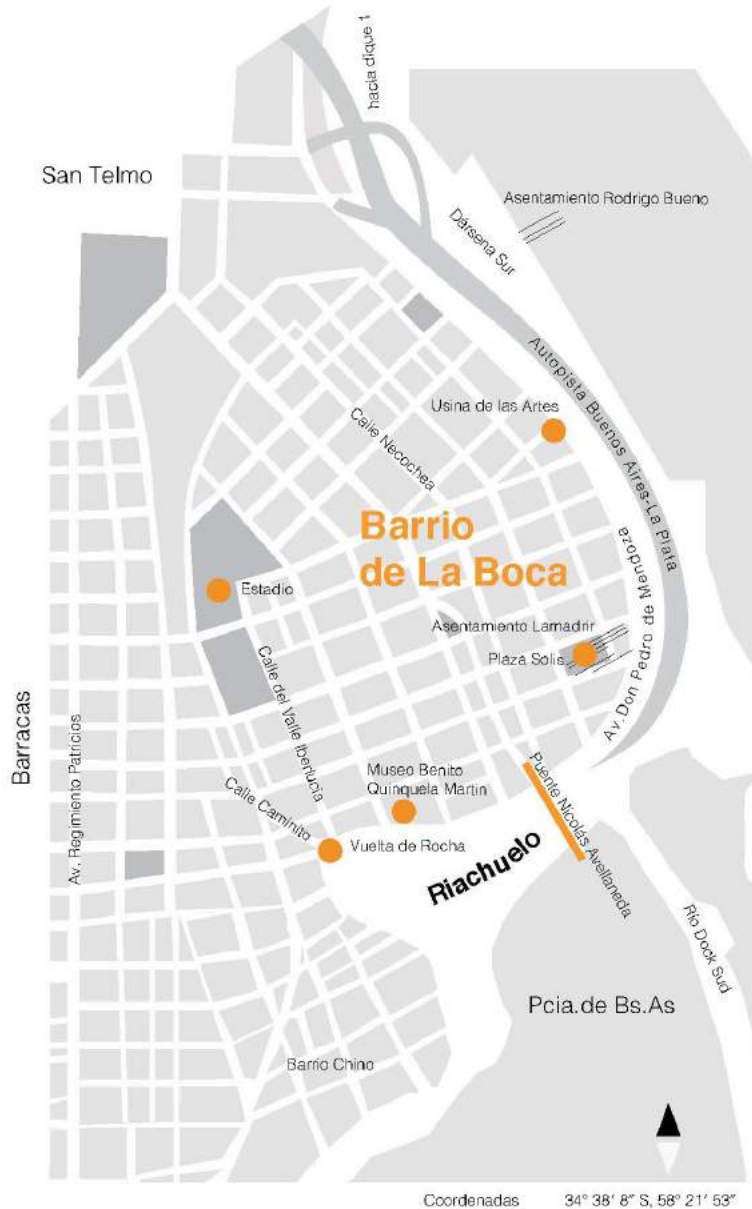 hacia dique 1
San Telmo
Asentamiento Rodrigo Bueno
Dársena Sur
Autopista Buenos Aires-La Plata
Usina de las Artes
Calle Necochea
Barrio
de La Boca
Estadio
Asentamiento Lamadrir
Plaza Solís
Av. Don Pedro de Mendoza
Calle del Valle Iberlucia
Barracas
Av. Regimiento Patricios
Museo Benito
Quinquela Martin
Calle Caminito
Vuelta de Rocha
Puente Nicolás Avellaneda
Riachuelo
Río Dock Sud
Pcia.de Bs.As
Barrio Chino
Coordenadas 34° 38' 8" S, 58° 21' 53"